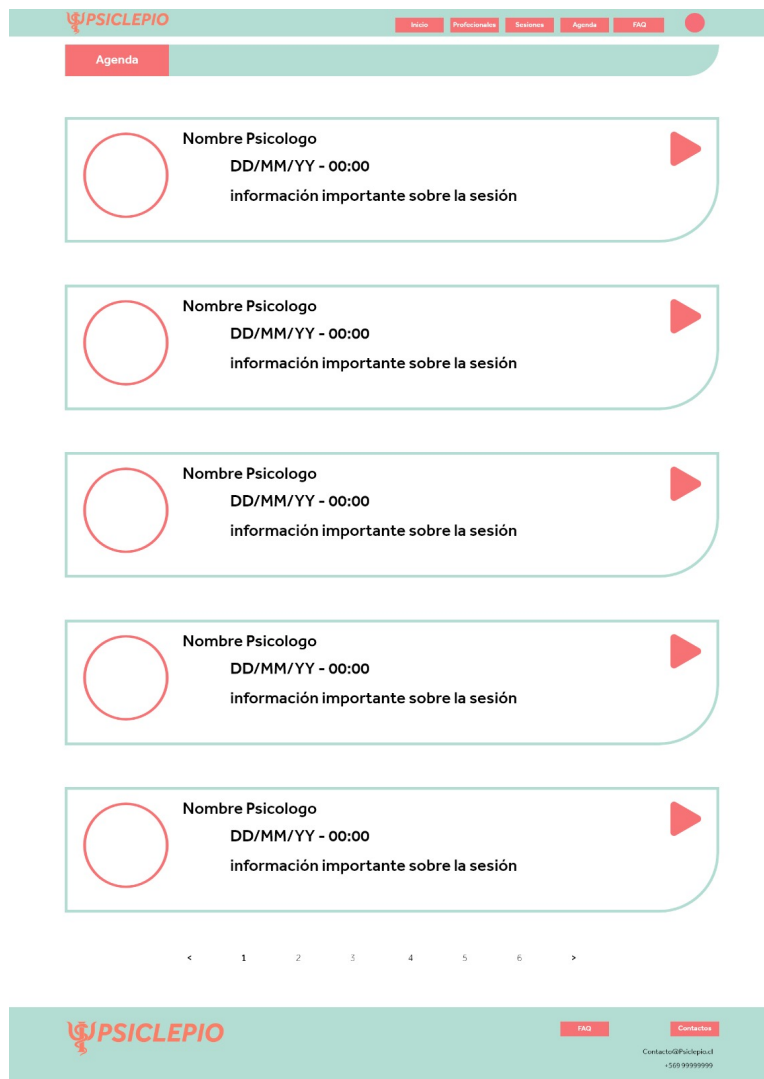 PSICLEPIO
Inicio Profecionales Sesiones Agenda FAQ
Agenda
Nombre Psicologo
DD/MM/YY - 00:00
información importante sobre la sesión
Nombre Psicologo
DD/MM/YY - 00:00
información importante sobre la sesión
Nombre Psicologo
DD/MM/YY - 00:00
información importante sobre la sesión
Nombre Psicologo
DD/MM/YY - 00:00
información importante sobre la sesión
Nombre Psicologo
DD/MM/YY - 00:00
información importante sobre la sesión
< 1 2 3 4 5 6 >
PSICLEPIO
FAQ Contactos
Contacto@Psiclepio.cl
+569 99999999